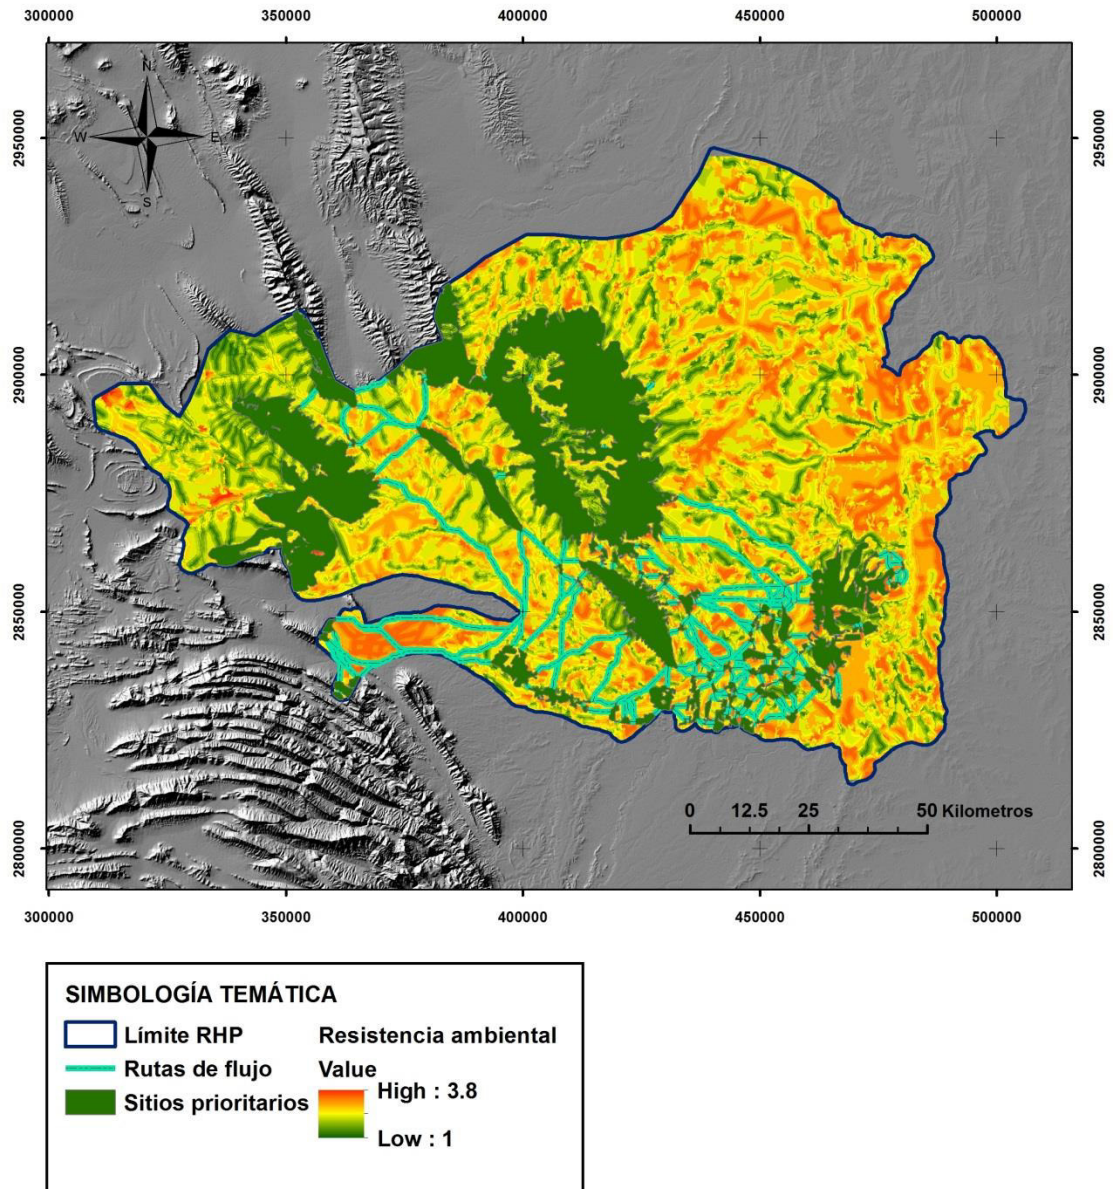 300000 350000 400000 450000 500000
2950000 2950000
N
W E
S
2900000 2900000
2850000 2850000
0 12.5 25 50 Kilometros
2800000 2800000
300000 350000 400000 450000 500000
SIMBOLOGÍA TEMÁTICA
Límite RHP Resistencia ambiental
Rutas de flujo Value
High : 3.8
Sitios prioritarios
Low : 1